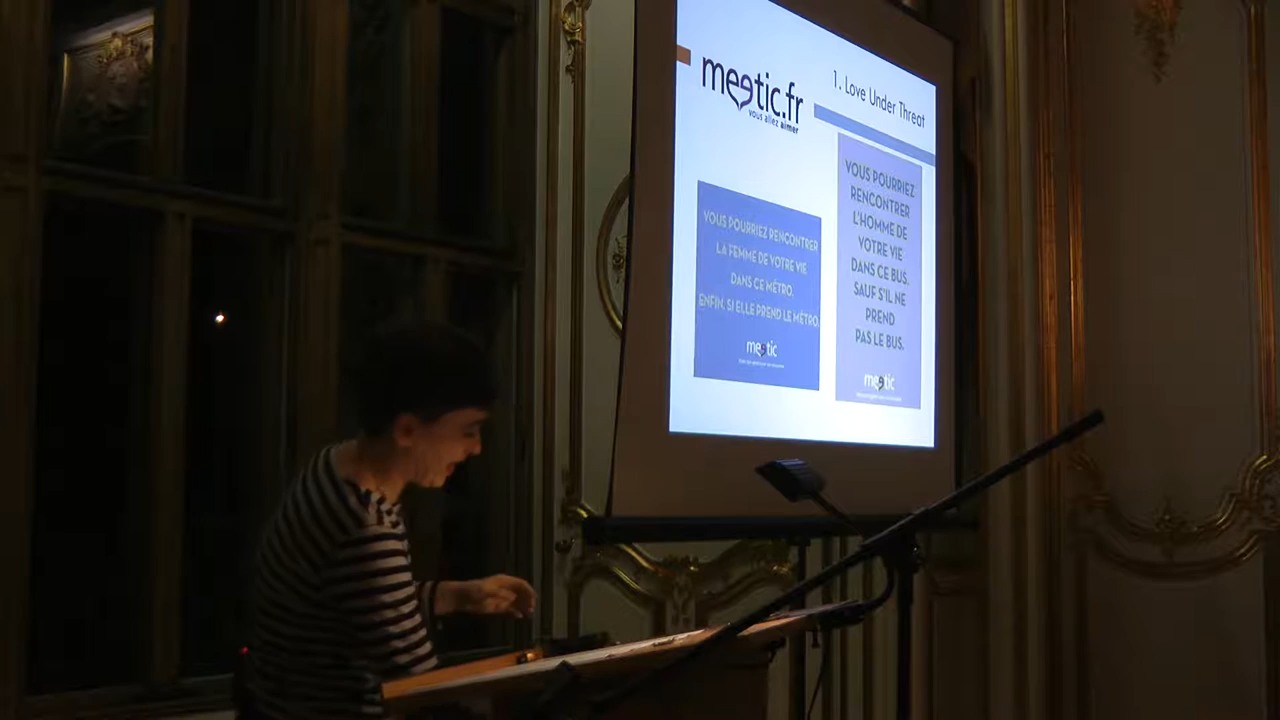 meetic.fr
vous allez aimer
1. Love Under Threat
VOUS POURRIEZ RENCONTRER
LA FEMME DE VOTRE VIE
DANS CE MÉTRO.
ENFIN, SI ELLE PREND LE MÉTRO.
meetic
VOUS POURRIEZ
RENCONTRER
L'HOMME DE
VOTRE VIE
DANS CE BUS.
SAUF S'IL NE
PREND
PAS LE BUS.
meetic